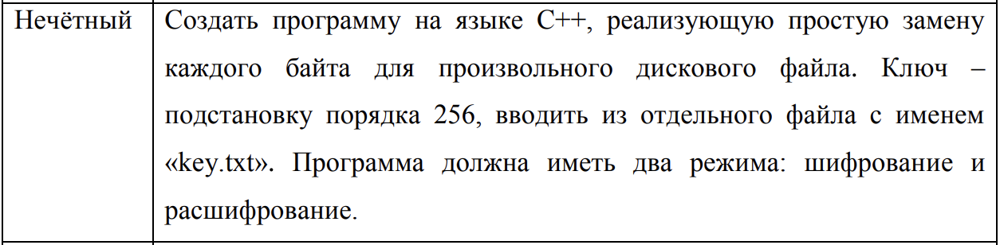 Нечётный
Создать программу на языке C++, реализующую простую замену
каждого байта для произвольного дискового файла. Ключ –
подстановку порядка 256, вводить из отдельного файла с именем
«key.txt». Программа должна иметь два режима: шифрование и
расшифрование.